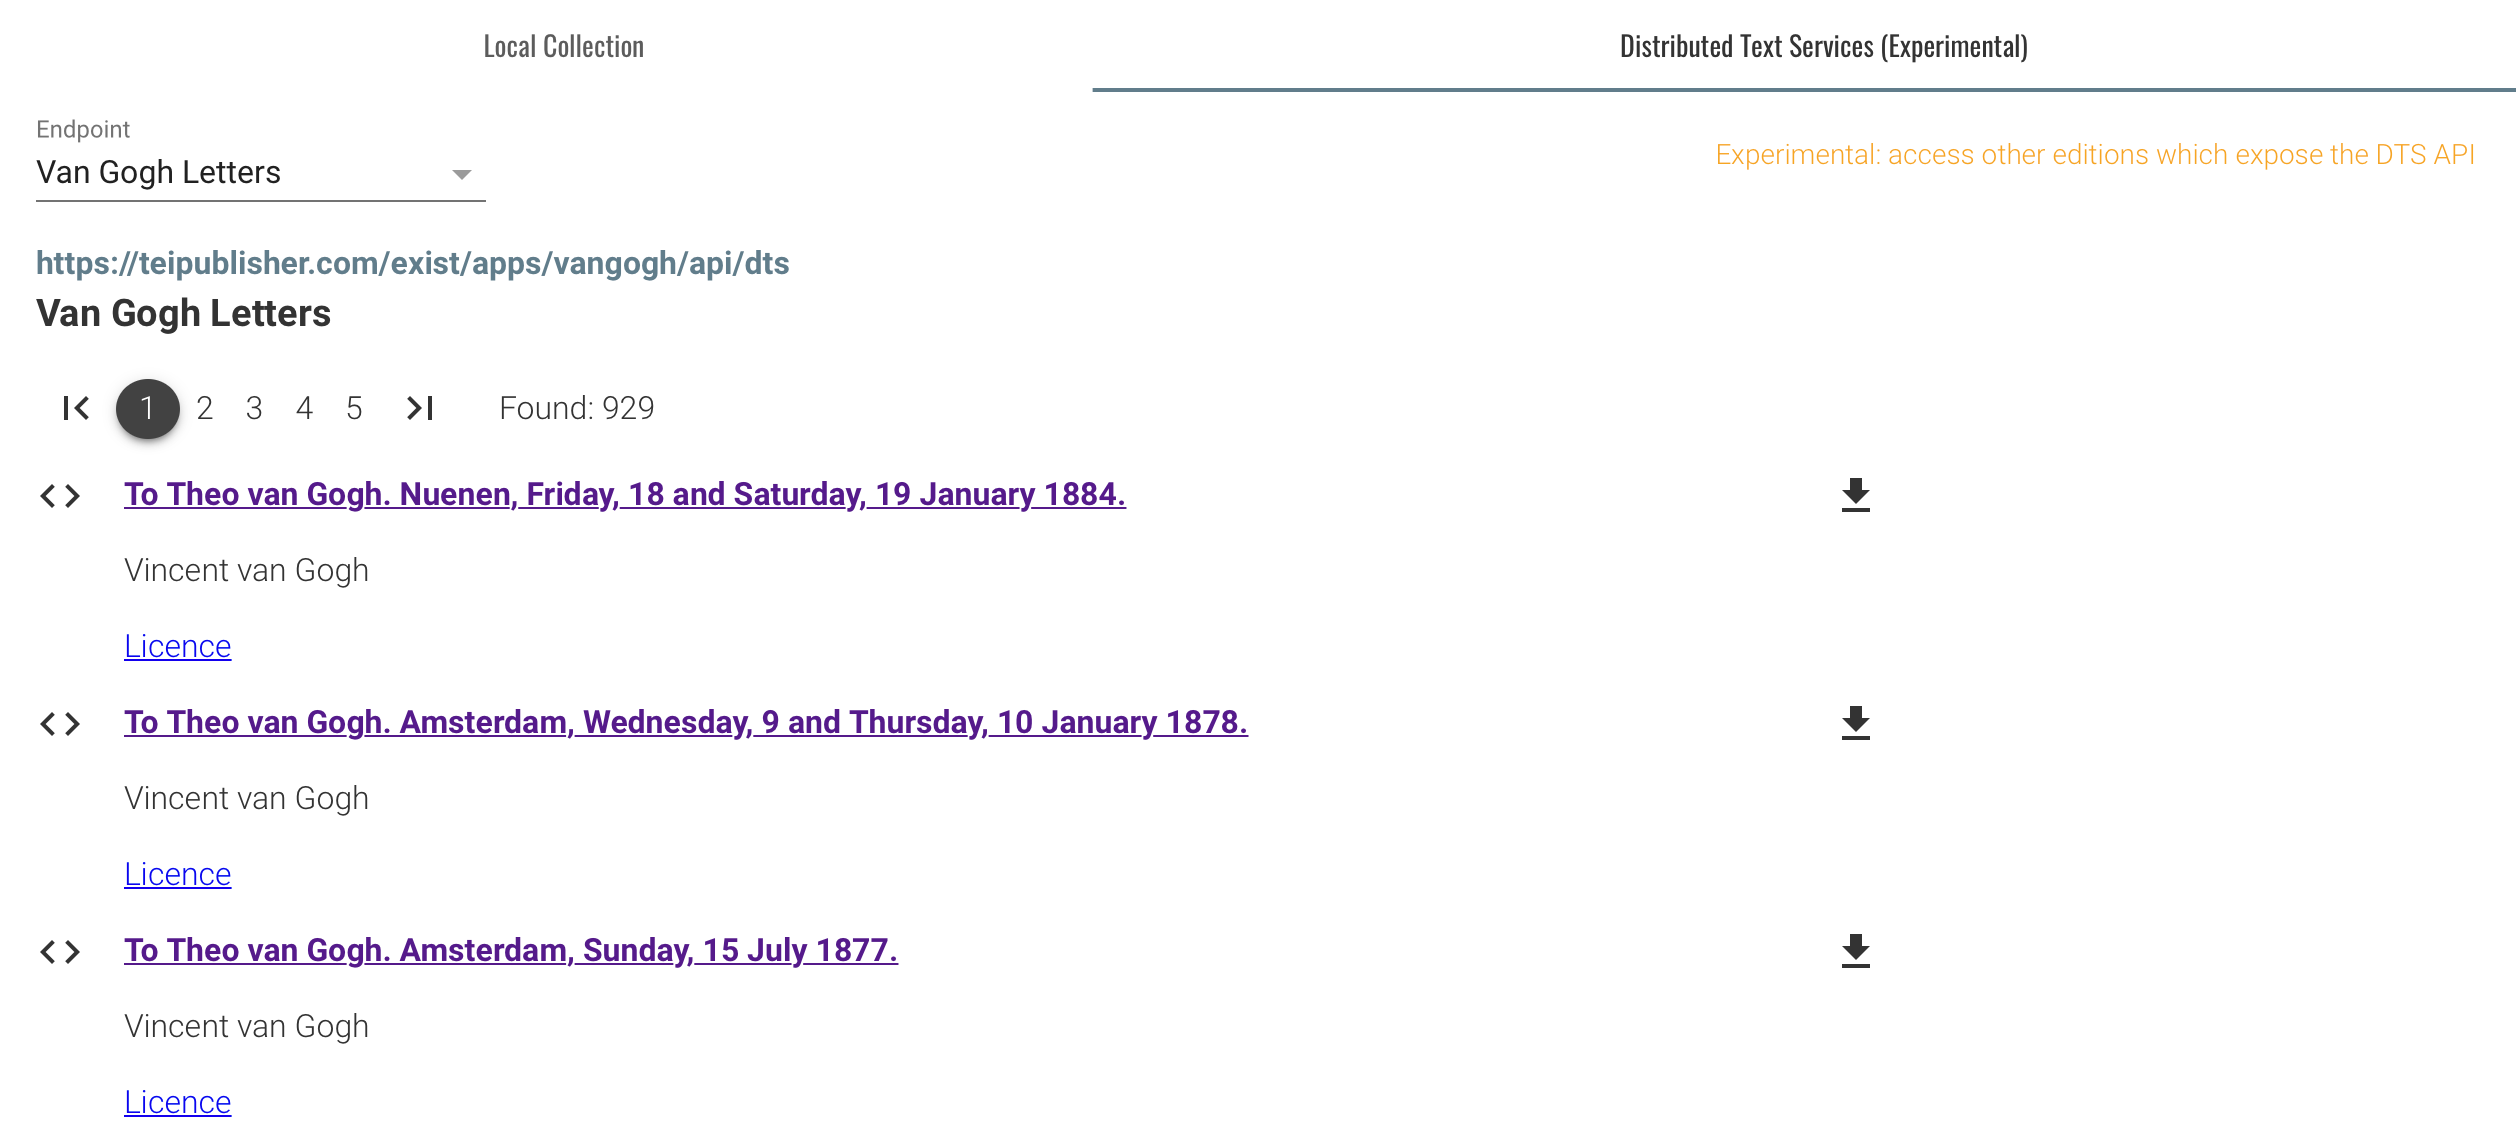 Local Collection
Distributed Text Services (Experimental)
Endpoint
Van Gogh Letters
Experimental: access other editions which expose the DTS API
https://teipublisher.com/exist/apps/vangogh/api/dts
Van Gogh Letters
1 2 3 4 5 Found: 929
To Theo van Gogh. Nuenen, Friday, 18 and Saturday, 19 January 1884.
Vincent van Gogh
Licence
To Theo van Gogh. Amsterdam, Wednesday, 9 and Thursday, 10 January 1878.
Vincent van Gogh
Licence
To Theo van Gogh. Amsterdam, Sunday, 15 July 1877.
Vincent van Gogh
Licence